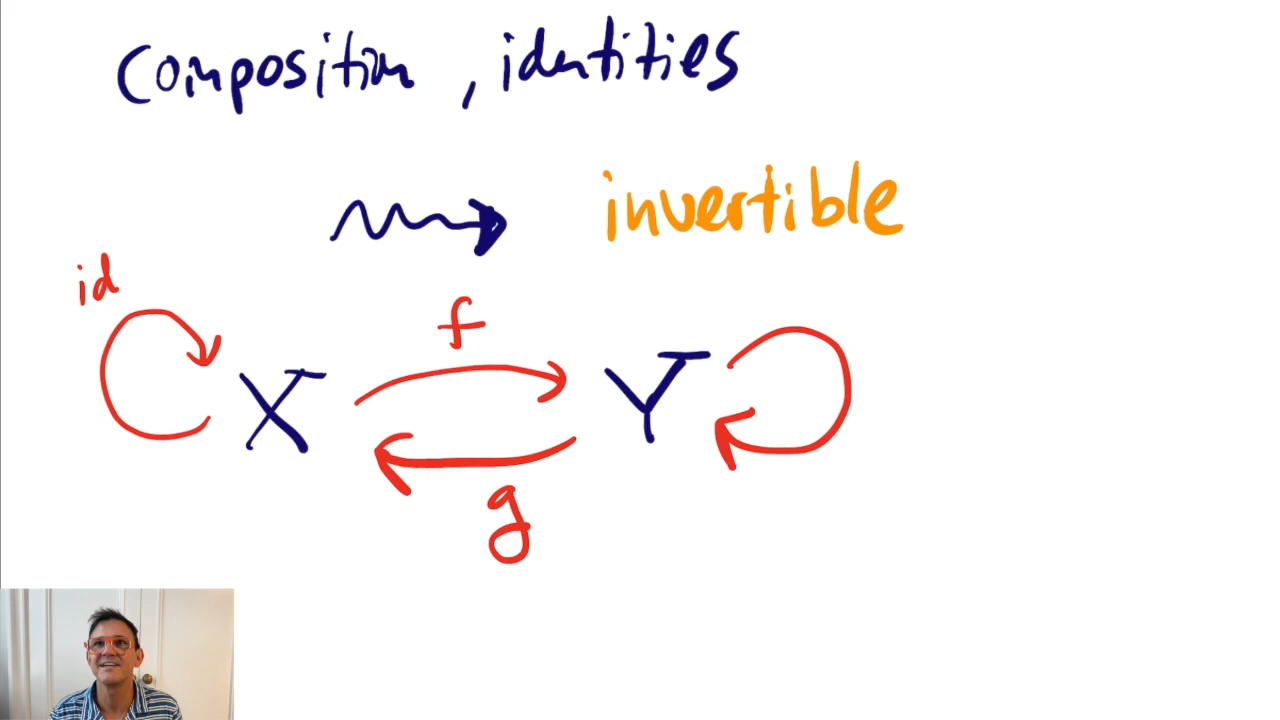 composition, identities
invertible
id
f
X Y
g